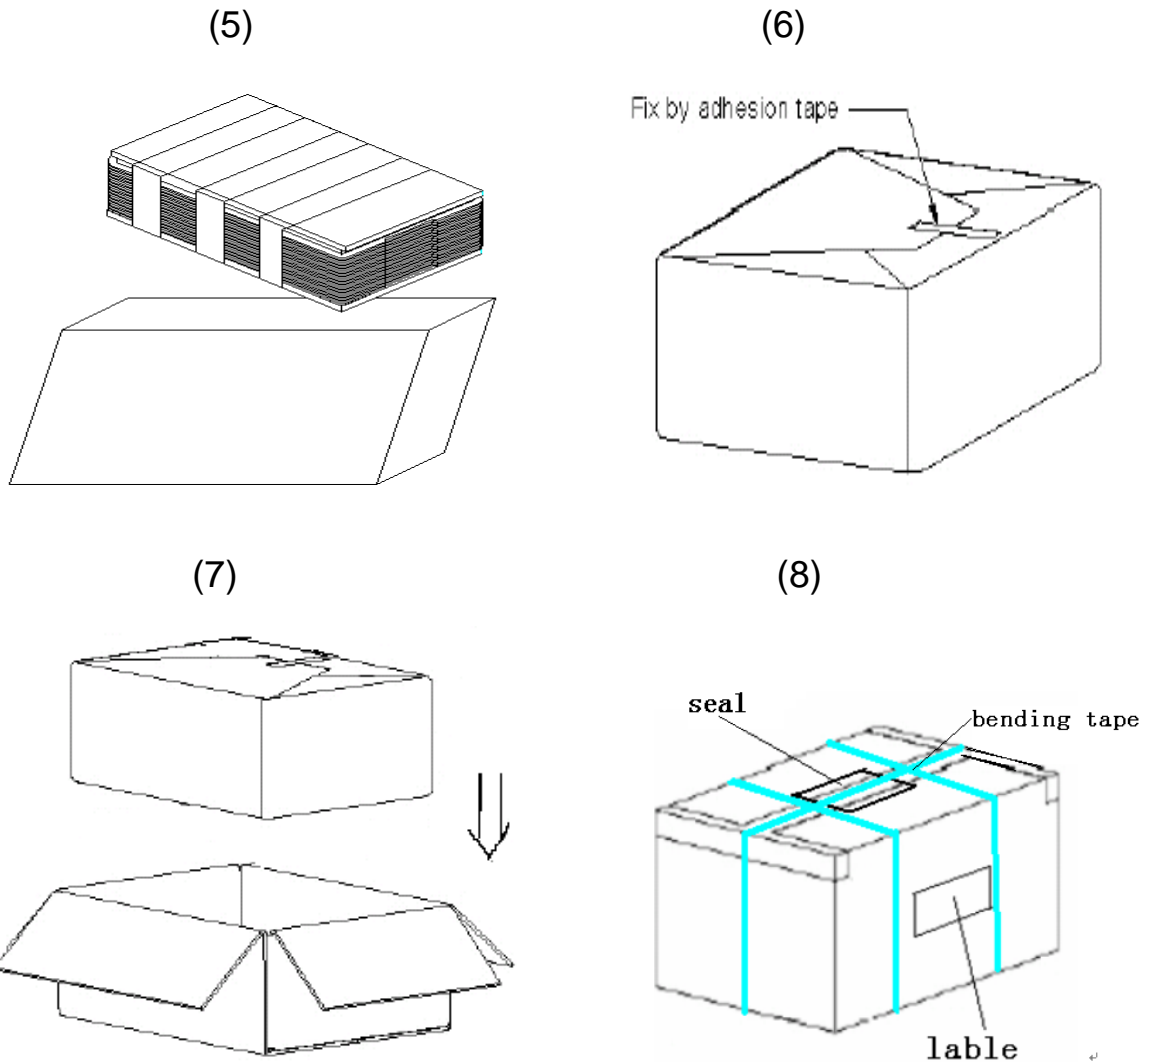 (5)
(6)
Fix by adhesion tape
(7)
(8)
seal
bending tape
lable